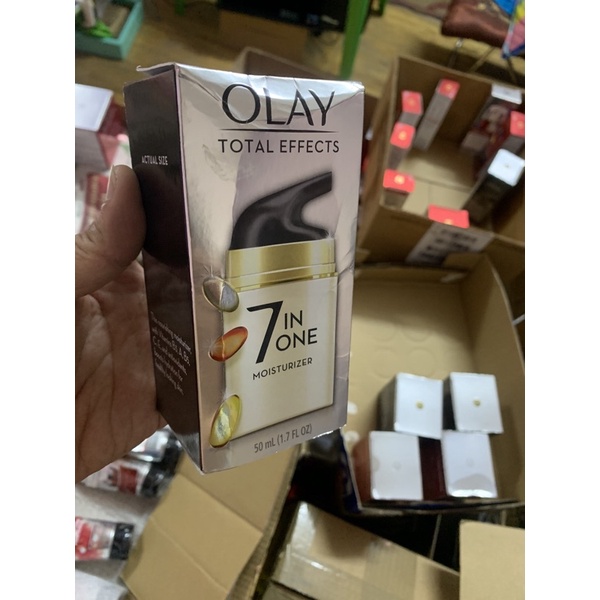 OLAY
TOTAL EFFECTS
ACTUAL SIZE
7 IN
ONE
MOISTURIZER
50 mL (1.7 FL OZ)